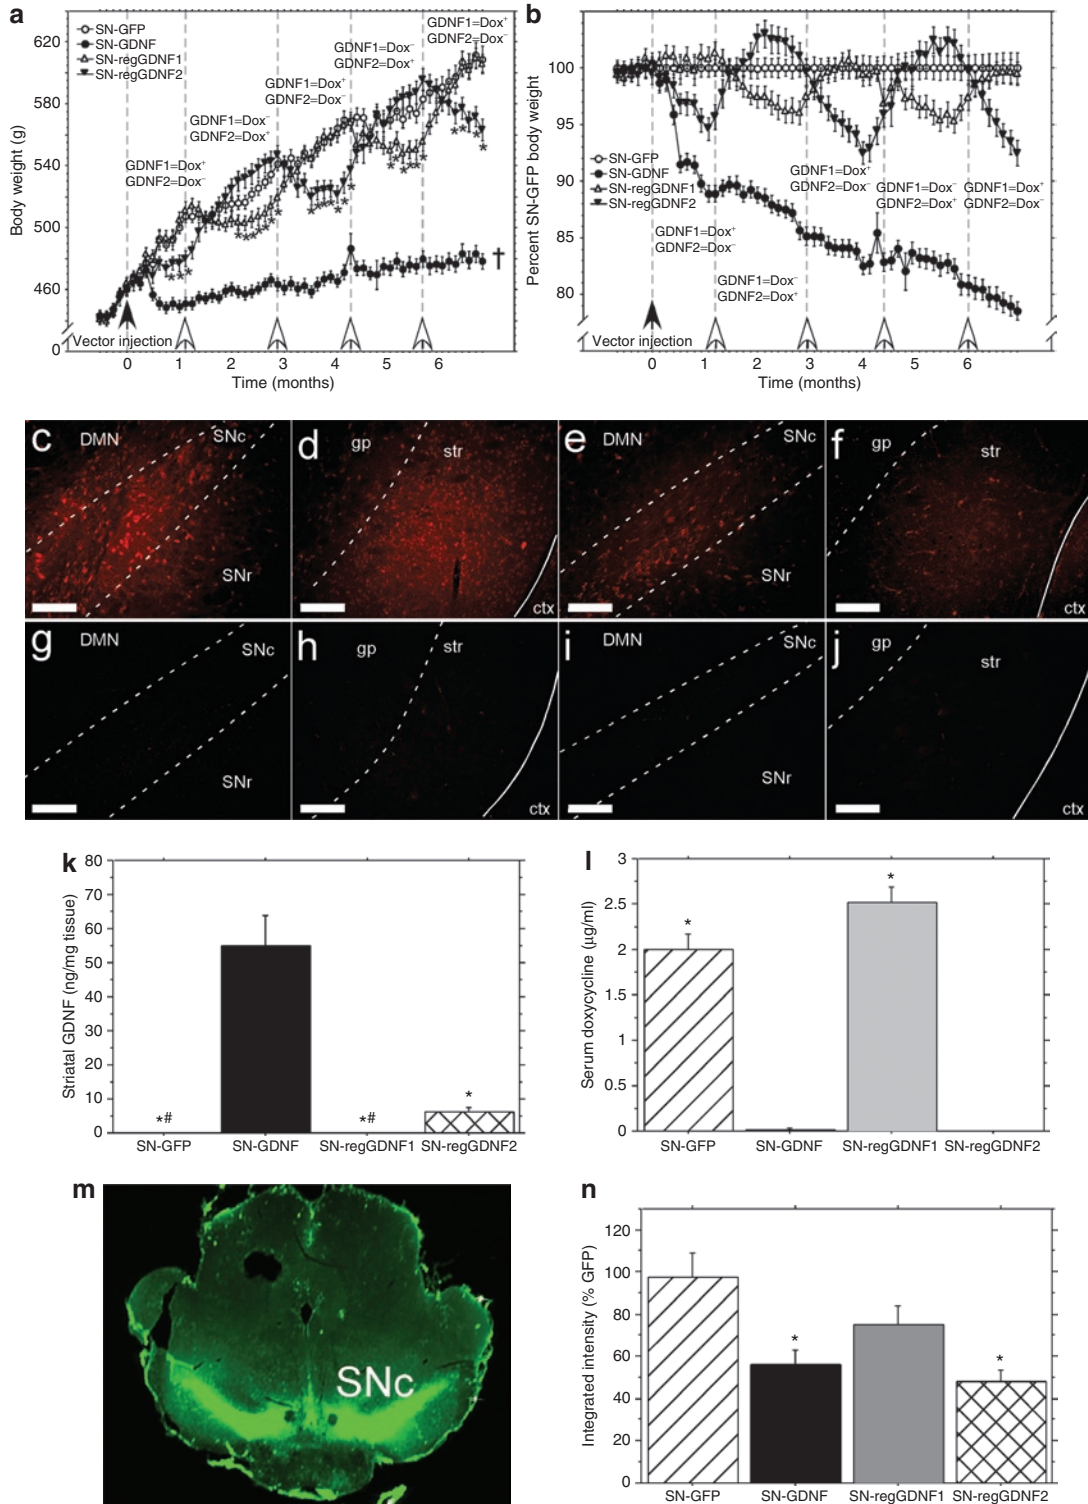 a
SN-GFP
SN-GDNF
SN-regGDNF1
SN-regGDNF2
GDNF1=Dox+
GDNF2=Dox−
GDNF1=Dox−
GDNF2=Dox+
GDNF1=Dox+
GDNF2=Dox−
GDNF1=Dox−
GDNF2=Dox+
GDNF1=Dox+
GDNF2=Dox−
**** ****** ***** ***** *****
†
620
580
540
500
460
0
Body weight (g)
Vector injection
0 1 2 3 4 5 6
Time (months)
b
100
95
90
85
80
0
Percent SN-GFP body weight
SN-GFP
SN-GDNF
SN-regGDNF1
SN-regGDNF2
GDNF1=Dox+
GDNF2=Dox−
GDNF1=Dox−
GDNF2=Dox+
GDNF1=Dox+
GDNF2=Dox−
GDNF1=Dox−
GDNF2=Dox+
GDNF1=Dox+
GDNF2=Dox−
Vector injection
0 1 2 3 4 5 6
Time (months)
c DMN SNc SNr
d gp str ctx
e DMN SNc SNr
f gp str ctx
g DMN SNc SNr
h gp str ctx
i DMN SNc SNr
j gp str ctx
k
80
70
60
50
40
30
20
10
0
Striatal GDNF (ng/mg tissue)
*# *# *
SN-GFP SN-GDNF SN-regGDNF1 SN-regGDNF2
l
3
2.5
2
1.5
1
0.5
0
Serum doxycycline (µg/ml)
* *
SN-GFP SN-GDNF SN-regGDNF1 SN-regGDNF2
m
SNc
n
120
100
80
60
40
20
0
Integrated intensity (% GFP)
* *
SN-GFP SN-GDNF SN-regGDNF1 SN-regGDNF2